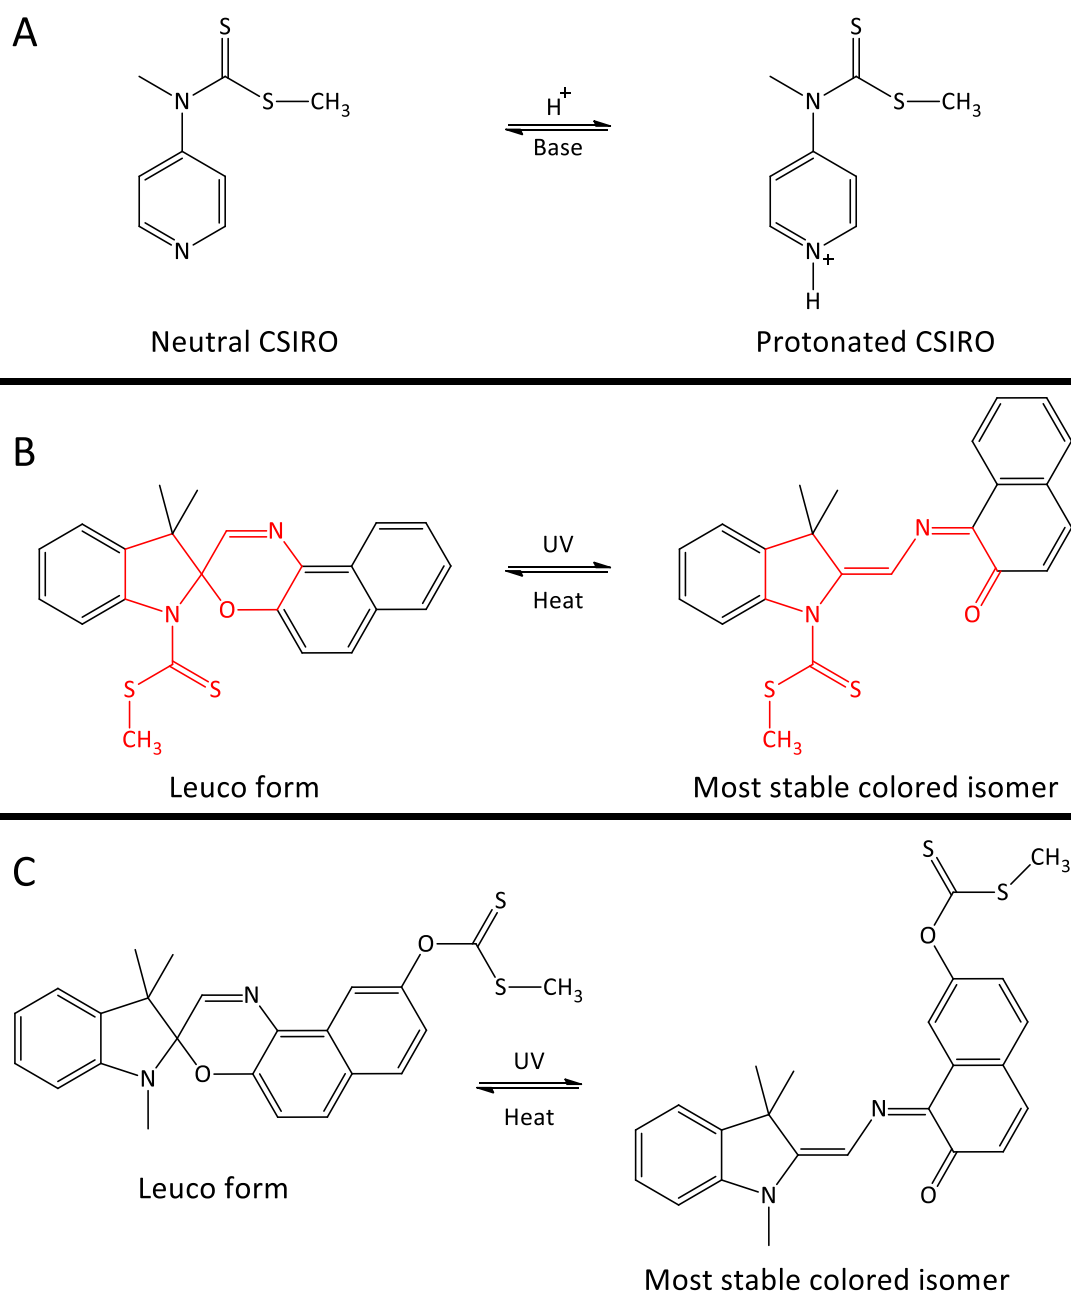 A
S
N
S
CH3
N
Neutral CSIRO
H+
Base
S
N
S
CH3
N+
H
Protonated CSIRO
B
N
N
O
S
S
CH3
Leuco form
UV
Heat
N
N
O
S
S
CH3
Most stable colored isomer
C
S
O
S
CH3
N
N
O
Leuco form
UV
Heat
S
CH3
S
O
N
N
O
Most stable colored isomer